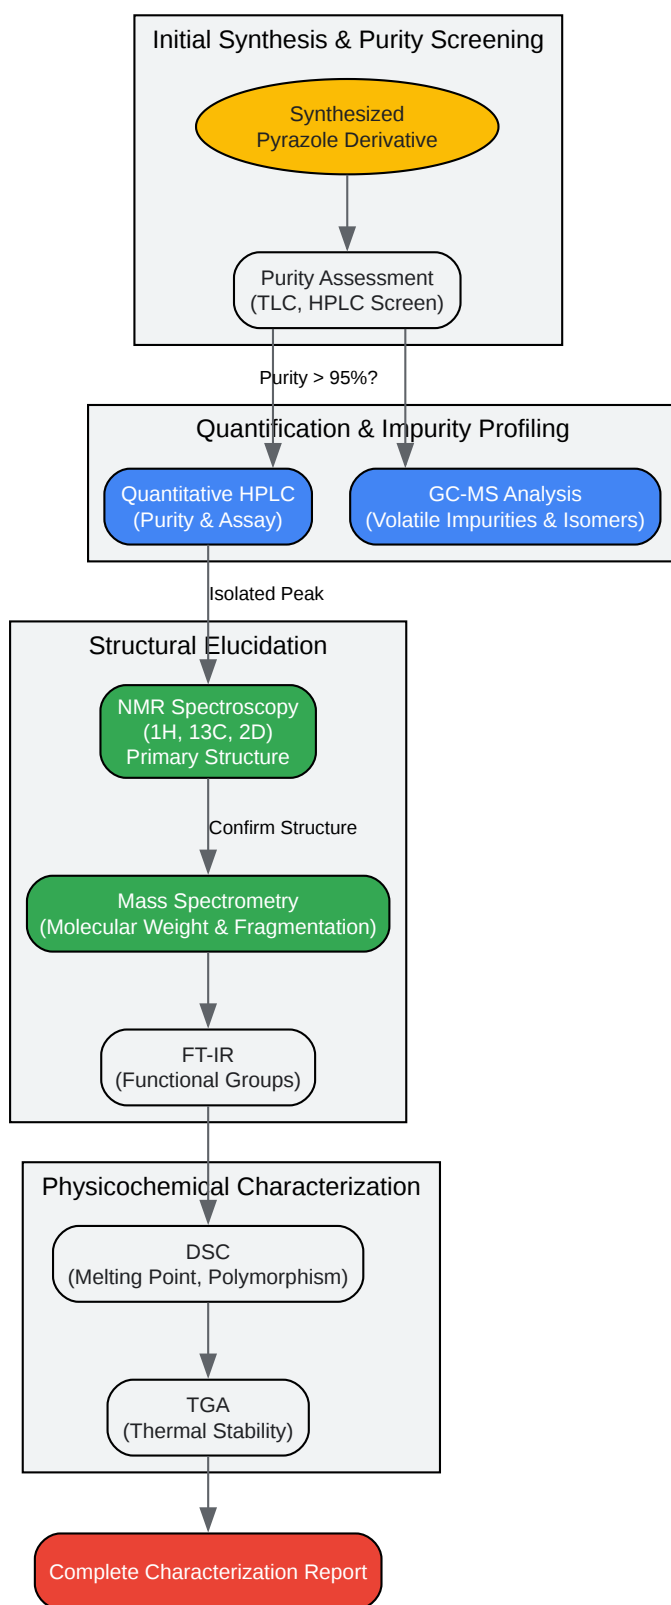 Initial Synthesis & Purity Screening
Synthesized
Pyrazole Derivative
Purity Assessment
(TLC, HPLC Screen)
Purity > 95%?
Quantification & Impurity Profiling
Quantitative HPLC
(Purity & Assay)
GC-MS Analysis
(Volatile Impurities & Isomers)
Isolated Peak
Structural Elucidation
NMR Spectroscopy
(1H, 13C, 2D)
Primary Structure
Confirm Structure
Mass Spectrometry
(Molecular Weight & Fragmentation)
FT-IR
(Functional Groups)
Physicochemical Characterization
DSC
(Melting Point, Polymorphism)
TGA
(Thermal Stability)
Complete Characterization Report